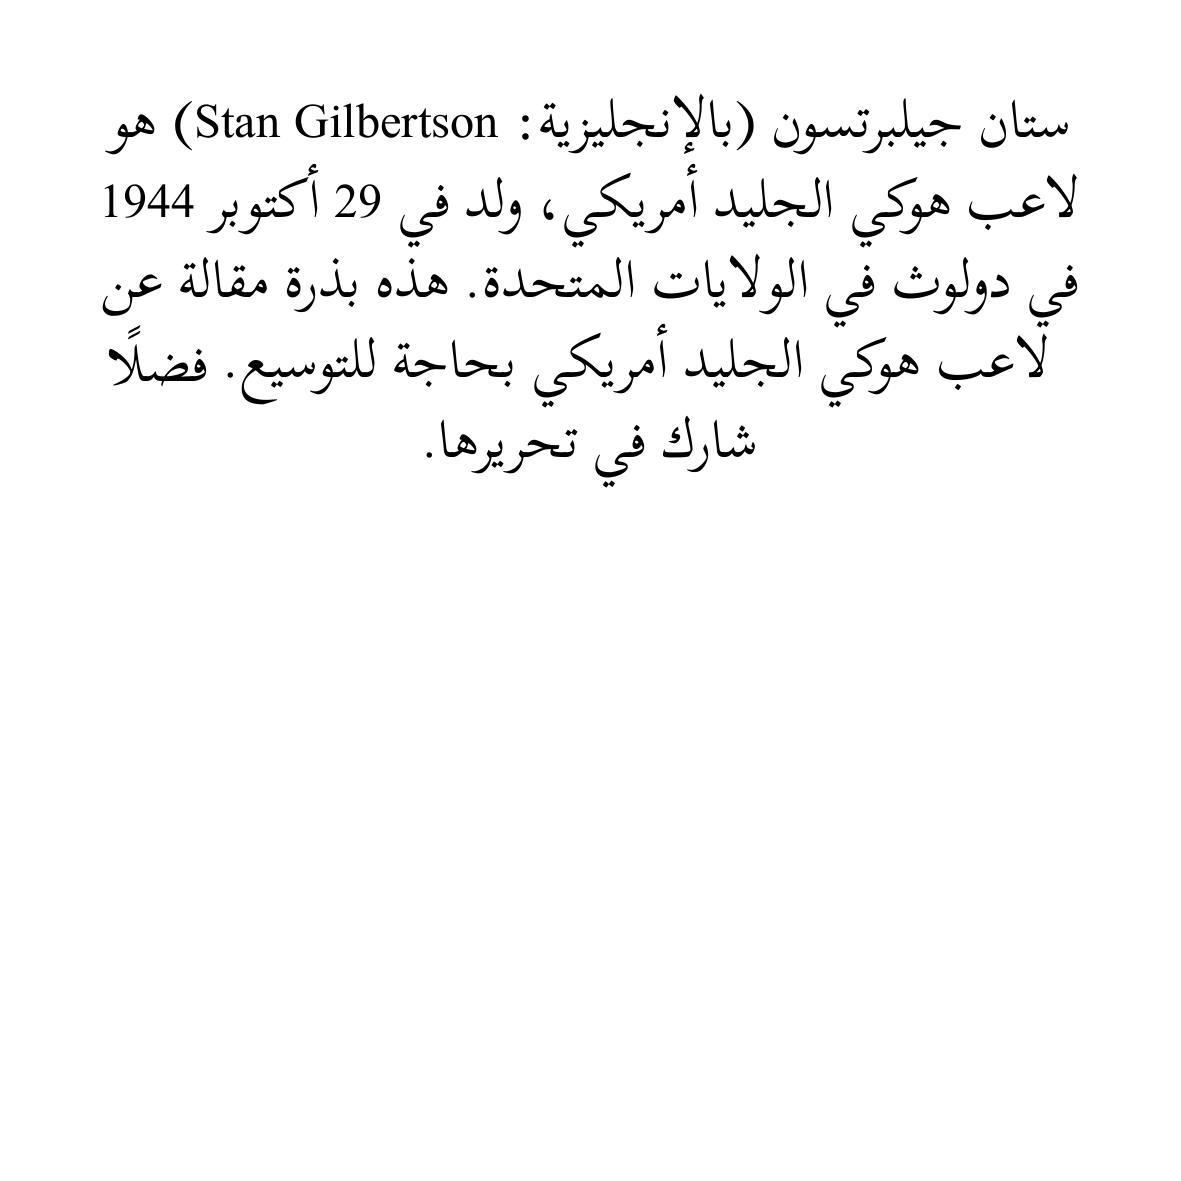 ستان جيلبرتسون (بالإنجليزية: Stan Gilbertson) هو
لاعب هوكي الجليد أمريكي، ولد في 29 أكتوبر 1944
في دولوث في الولايات المتحدة. هذه بذرة مقالة عن
لاعب هوكي الجليد أمريكي بحاجة للتوسيع. فضلًا
شارك في تحريرها.